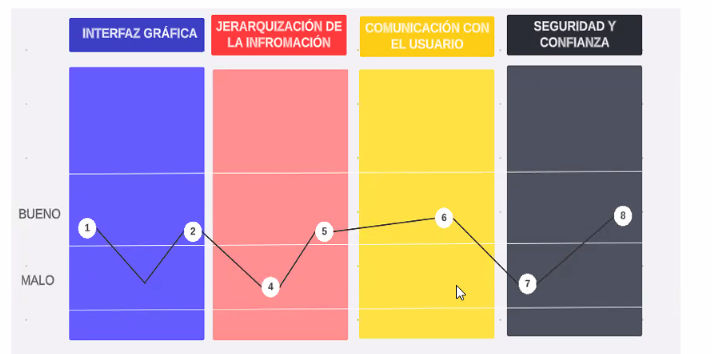 INTERFAZ GRÁFICA
JERARQUIZACIÓN DE
LA INFROMACIÓN
COMUNICACIÓN CON
EL USUARIO
SEGURIDAD Y
CONFIANZA
BUENO
MALO
1
2
4
5
6
7
8